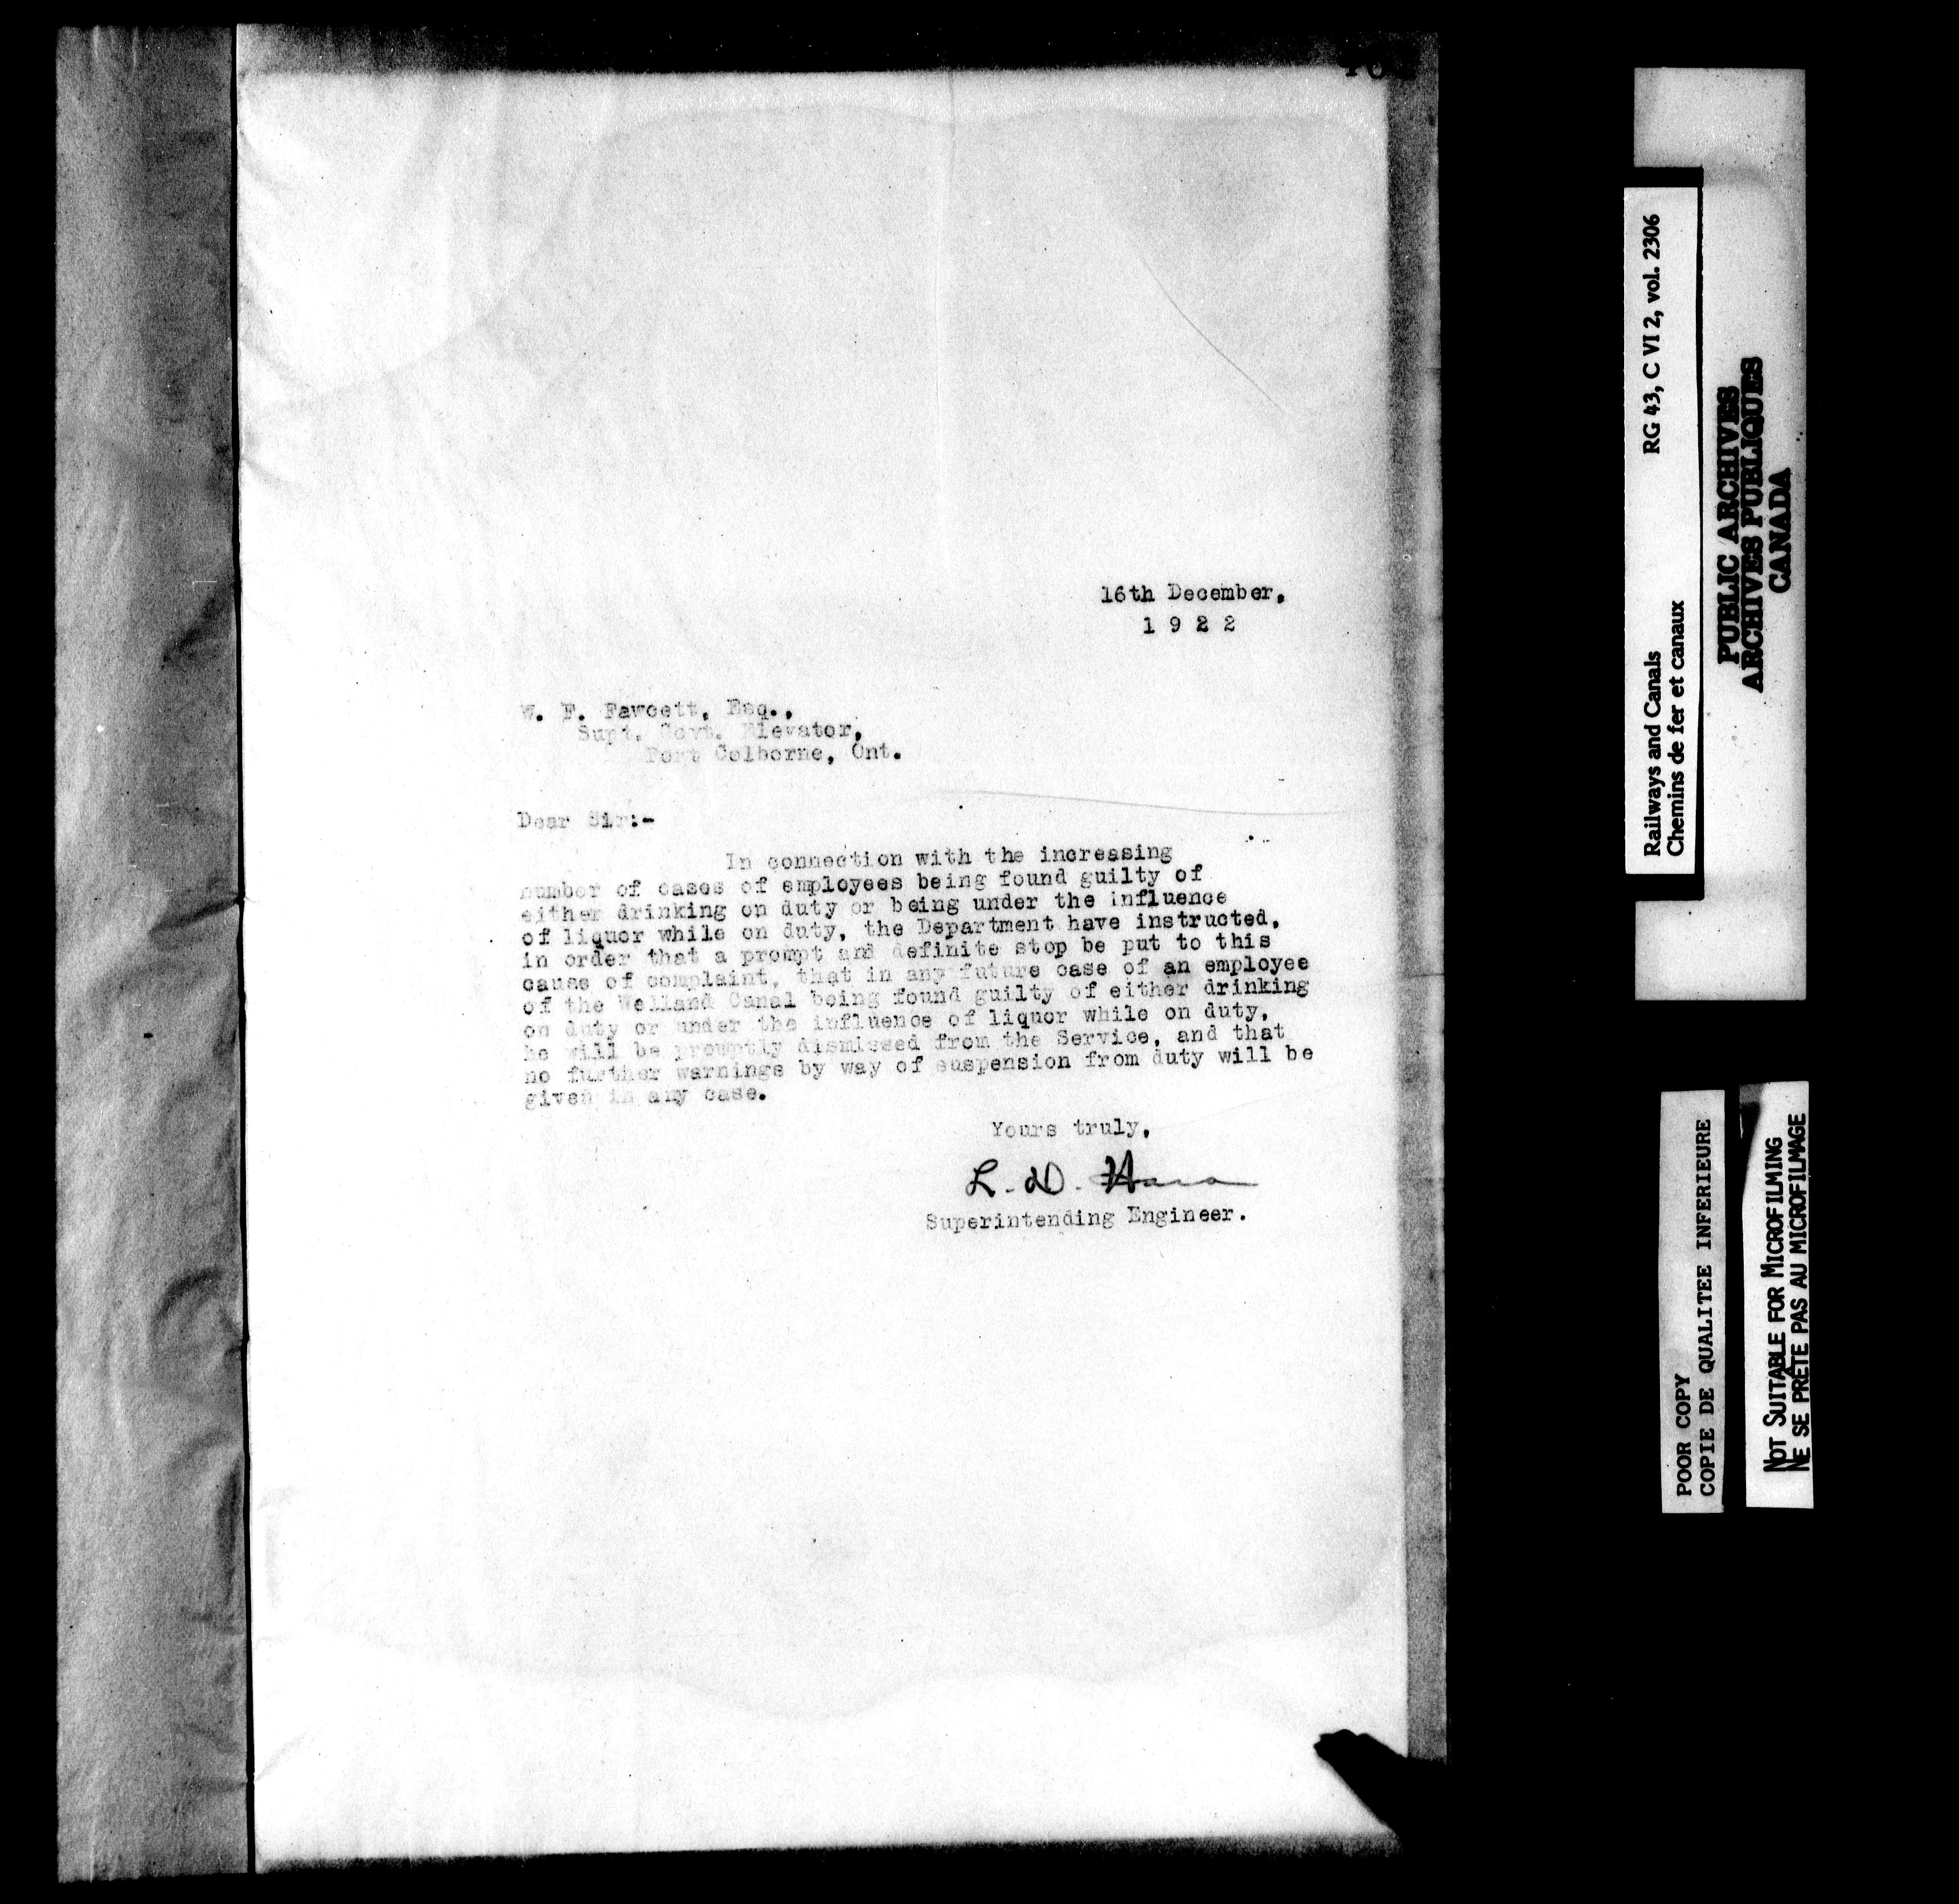 16th December,
1 9 2 2
W. F. Fawcett, Esq.,
Supt. Govt. Elevator,
Port Colborne, Ont.
Dear Sir:-
In connection with the increasing
number of cases of employees being found guilty of
either drinking on duty or being under the influence
of liquor while on duty, the Department have instructed,
in order that a prompt and definite stop be put to this
cause of complaint, that in any future case of an employee
of the Welland Canal being found guilty of either drinking
on duty or under the influence of liquor while on duty,
he will be promptly dismissed from the Service, and that
no further warnings by way of suspension from duty will be
given in any case.
Yours truly,
L. D. Hara
Superintending Engineer.
Railways and Canals RG 43, C VI 2, vol. 2306
Chemins de fer et canaux
PUBLIC ARCHIVES
ARCHIVES PUBLIQUES
CANADA
POOR COPY
COPIE DE QUALITEE INFERIEURE
NOT SUITABLE FOR MICROFILMING
NE SE PRÊTE PAS AU MICROFILMAGE